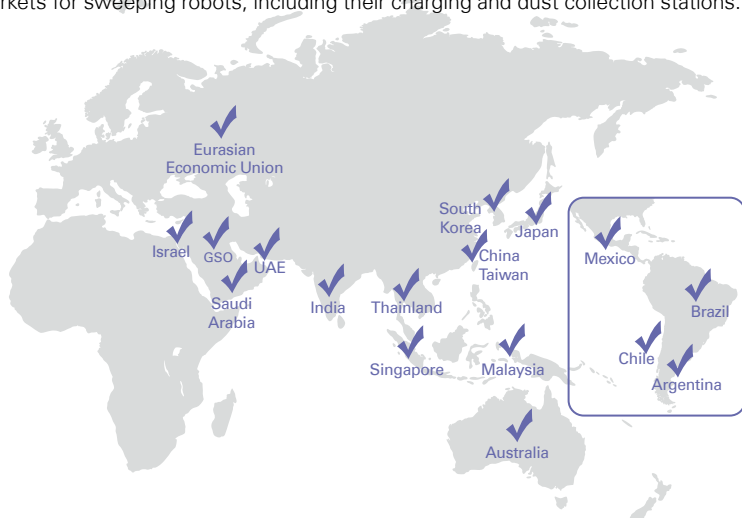 rkets for sweeping robots, including their charging and dust collection stations.
Eurasian
Economic Union
South
Korea
Japan
Israel
GSO
UAE
China
Taiwan
Mexico
Saudi
Arabia
India
Thainland
Brazil
Singapore
Malaysia
Chile
Argentina
Australia